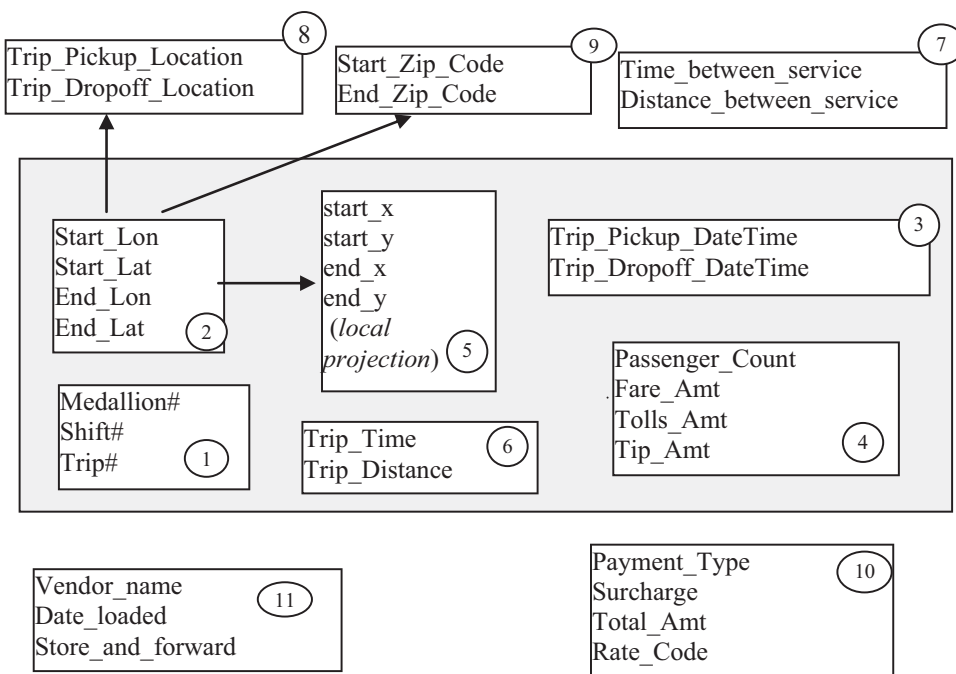 8
Trip_Pickup_Location
Trip_Dropoff_Location
9
Start_Zip_Code
End_Zip_Code
7
Time_between_service
Distance_between_service
Start_Lon
Start_Lat
End_Lon
End_Lat
2
start_x
start_y
end_x
end_y
(local
projection)
5
3
Trip_Pickup_DateTime
Trip_Dropoff_DateTime
Medallion#
Shift#
Trip#
1
Trip_Time
Trip_Distance
6
Passenger_Count
Fare_Amt
Tolls_Amt
Tip_Amt
4
Vendor_name
Date_loaded
Store_and_forward
11
Payment_Type
Surcharge
Total_Amt
Rate_Code
10